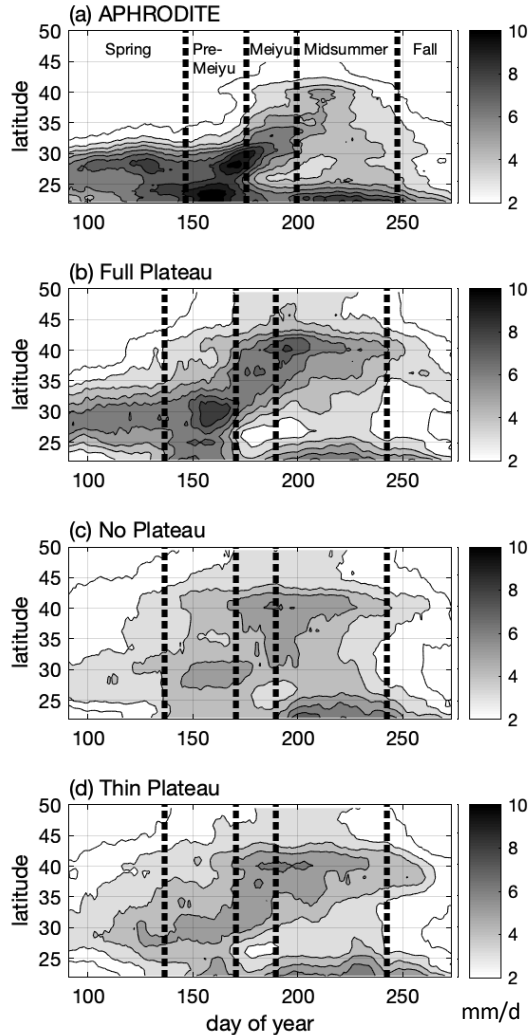 (a) APHRODITE
50
45
40
35
30
25
latitude
Spring
Pre-
Meiyu
Meiyu
Midsummer
Fall
100 150 200 250
10
8
6
4
2
(b) Full Plateau
50
45
40
35
30
25
latitude
100 150 200 250
10
8
6
4
2
(c) No Plateau
50
45
40
35
30
25
latitude
100 150 200 250
10
8
6
4
2
(d) Thin Plateau
50
45
40
35
30
25
latitude
100 150 200 250
day of year
10
8
6
4
2
mm/d